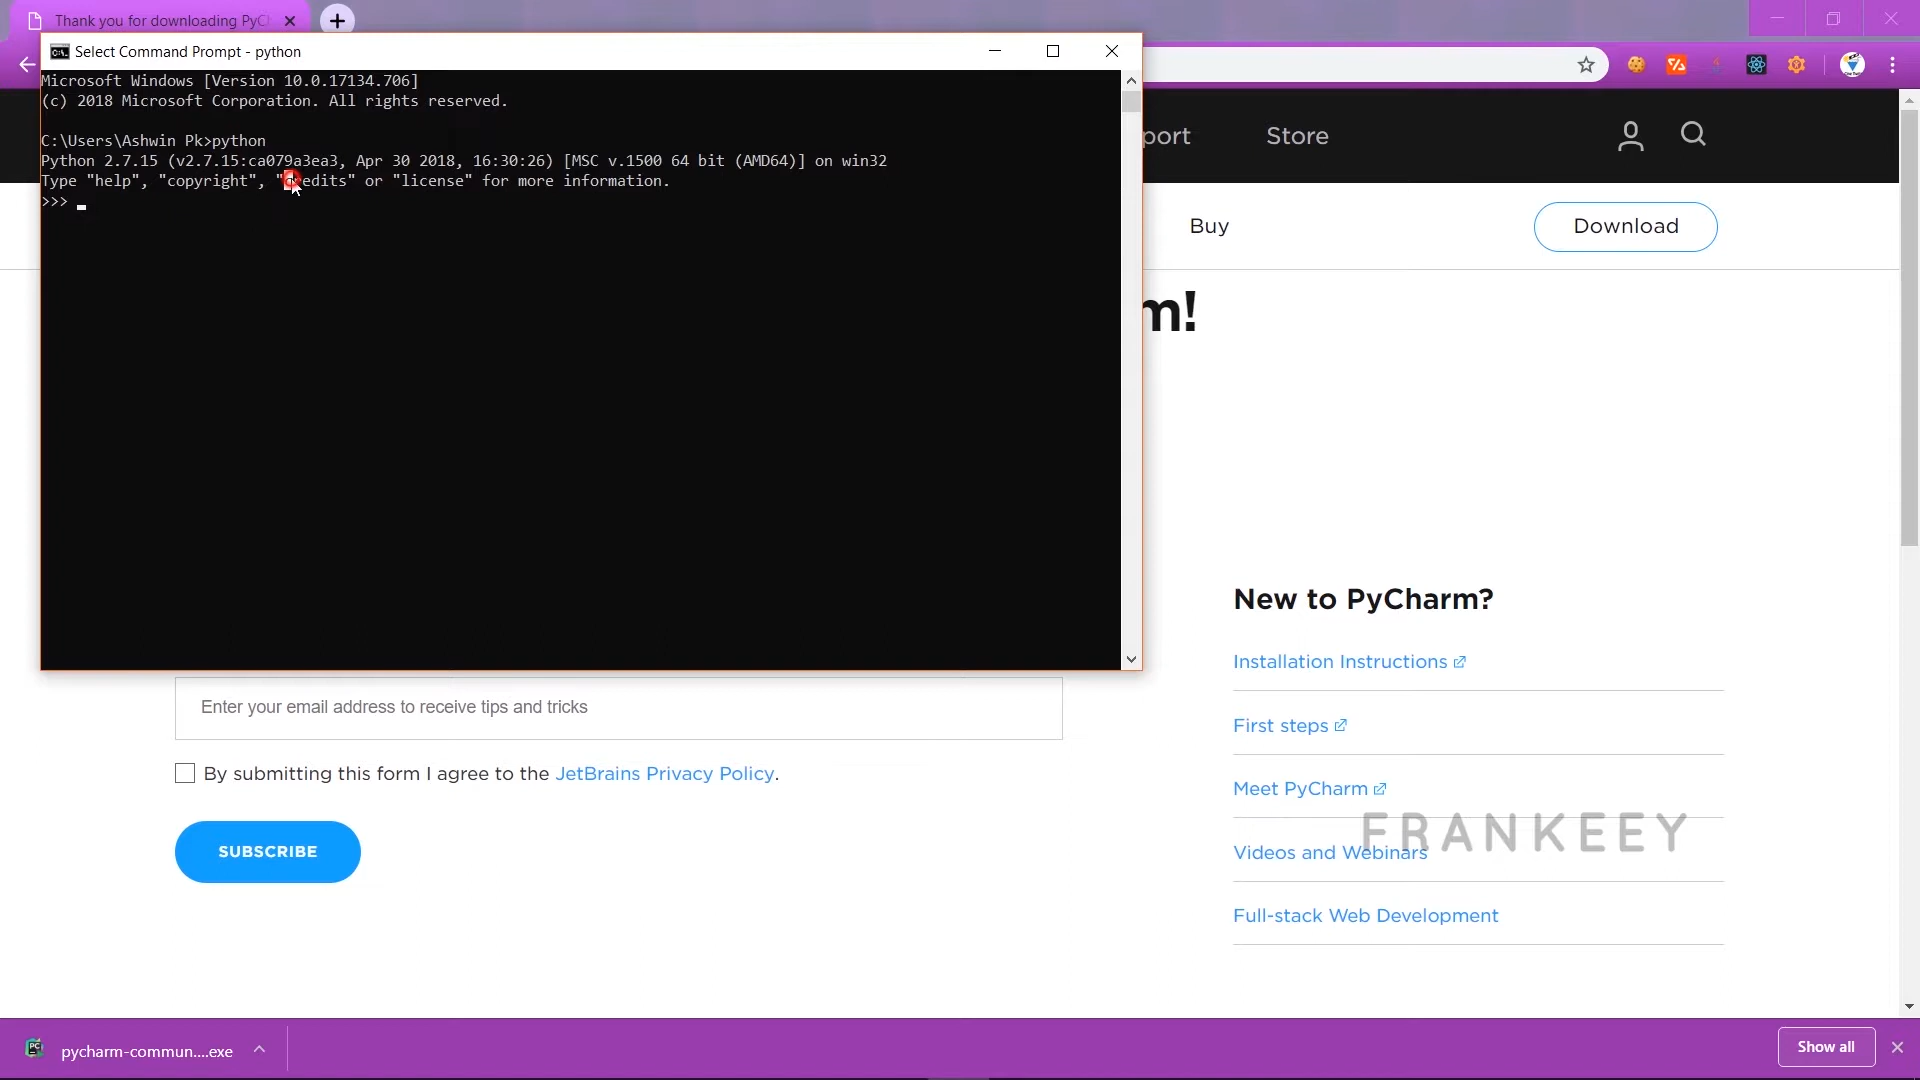 Thank you for downloading PyC
Select Command Prompt - python
Microsoft Windows [Version 10.0.17134.706]
(c) 2018 Microsoft Corporation. All rights reserved.
C:\Users\Ashwin Pk>python
Python 2.7.15 (v2.7.15:ca079a3ea3, Apr 30 2018, 16:30:26) [MSC v.1500 64 bit (AMD64)] on win32
Type "help", "copyright", "credits" or "license" for more information.
>>>
port
Store
Buy
Download
m!
New to PyCharm?
Installation Instructions
First steps
Meet PyCharm
Videos and Webinars
Full-stack Web Development
FRANKEEY
Enter your email address to receive tips and tricks
By submitting this form I agree to the JetBrains Privacy Policy.
SUBSCRIBE
pycharm-commun....exe
Show all